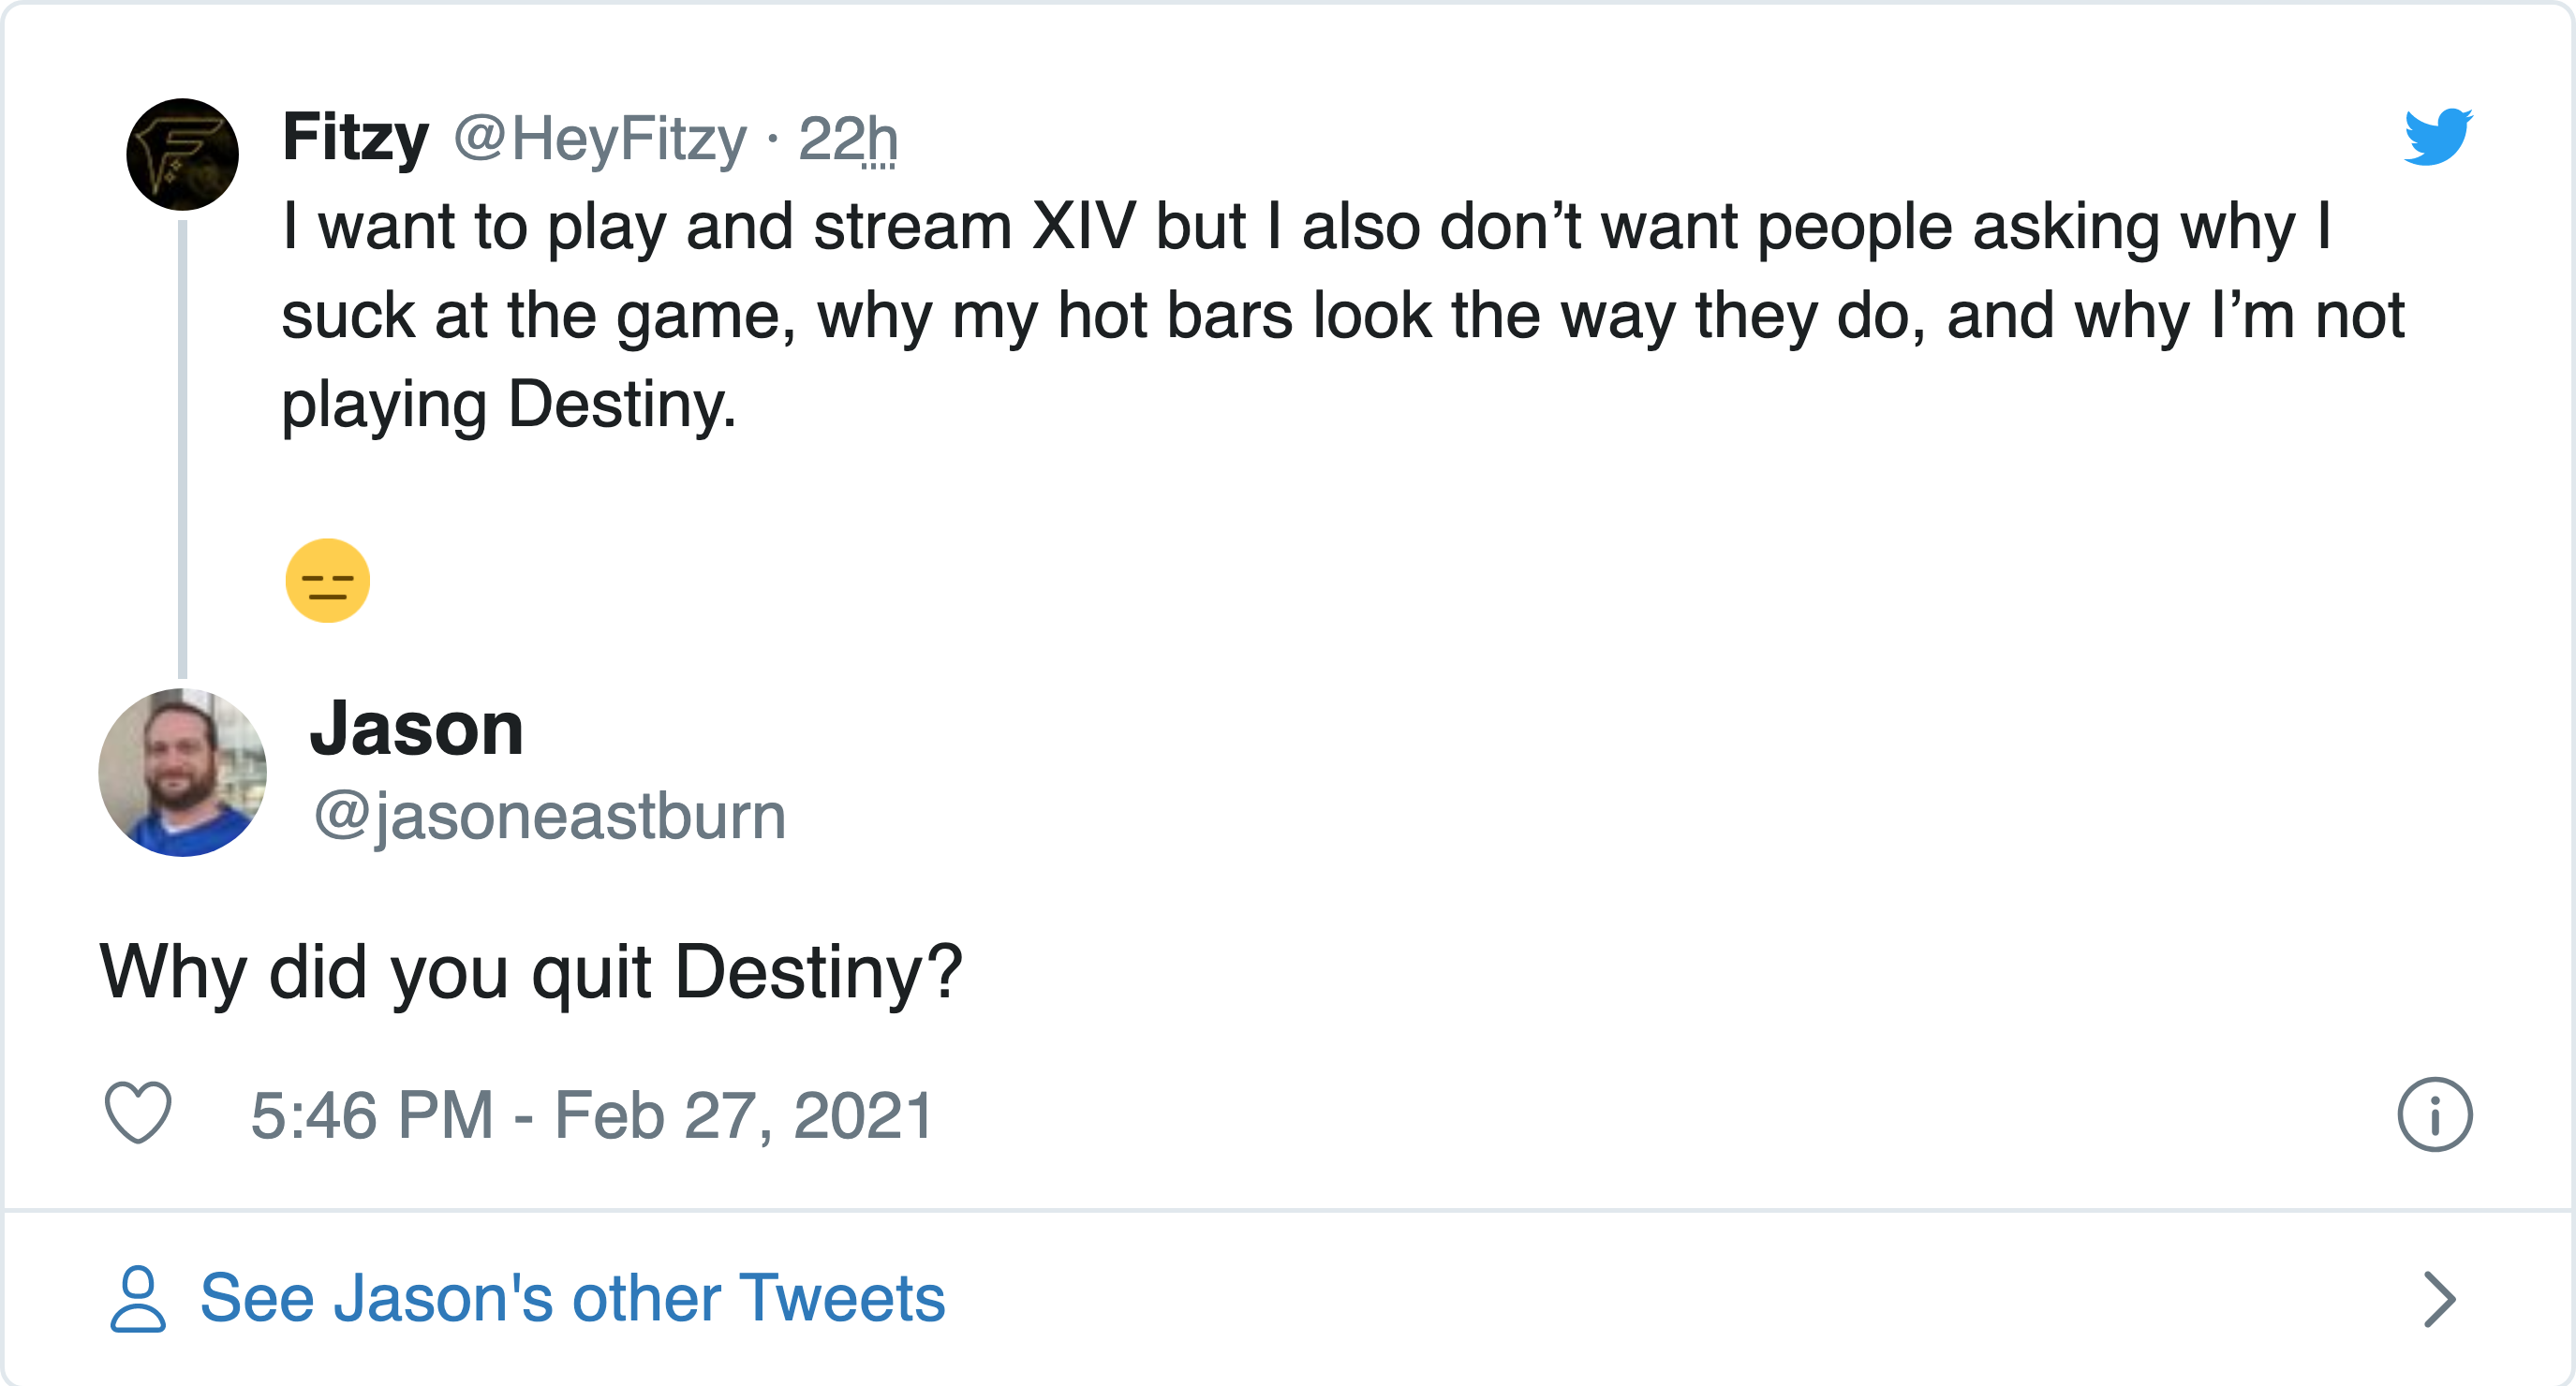 Fitzy @HeyFitzy · 22h
I want to play and stream XIV but I also don’t want people asking why I
suck at the game, why my hot bars look the way they do, and why I’m not
playing Destiny.
Jason
@jasoneastburn
Why did you quit Destiny?
5:46 PM - Feb 27, 2021
See Jason's other Tweets